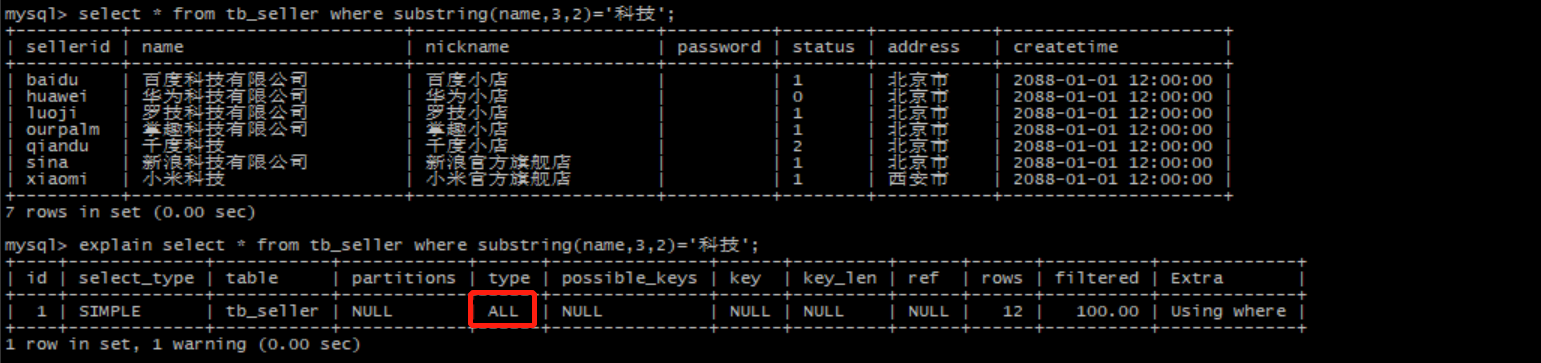 mysql> select * from tb_seller where substring(name,3,2)='科技';
+----------+--------------------+----------------+----------+--------+---------+---------------------+
| sellerid | name | nickname | password | status | address | createtime |
| baidu | 百度科技有限公司 | 百度小店 | | 1 | 北京市 | 2088-01-01 12:00:00 |
| huawei | 华为科技有限公司 | 华为小店 | | 0 | 北京市 | 2088-01-01 12:00:00 |
| luoji | 罗技科技有限公司 | 罗技小店 | | 1 | 北京市 | 2088-01-01 12:00:00 |
| ourpalm | 掌趣科技有限公司 | 掌趣小店 | | 1 | 北京市 | 2088-01-01 12:00:00 |
| qiandu | 千度科技 | 千度小店 | | 2 | 北京市 | 2088-01-01 12:00:00 |
| sina | 新浪科技有限公司 | 新浪官方旗舰店 | | 1 | 北京市 | 2088-01-01 12:00:00 |
| xiaomi | 小米科技 | 小米官方旗舰店 | | 1 | 西安市 | 2088-01-01 12:00:00 |
7 rows in set (0.00 sec)
mysql> explain select * from tb_seller where substring(name,3,2)='科技';
| id | select_type | table | partitions | type | possible_keys | key | key_len | ref | rows | filtered | Extra |
| 1 | SIMPLE | tb_seller | NULL | ALL | NULL | NULL | NULL | NULL | 12 | 100.00 | Using where |
1 row in set, 1 warning (0.00 sec)